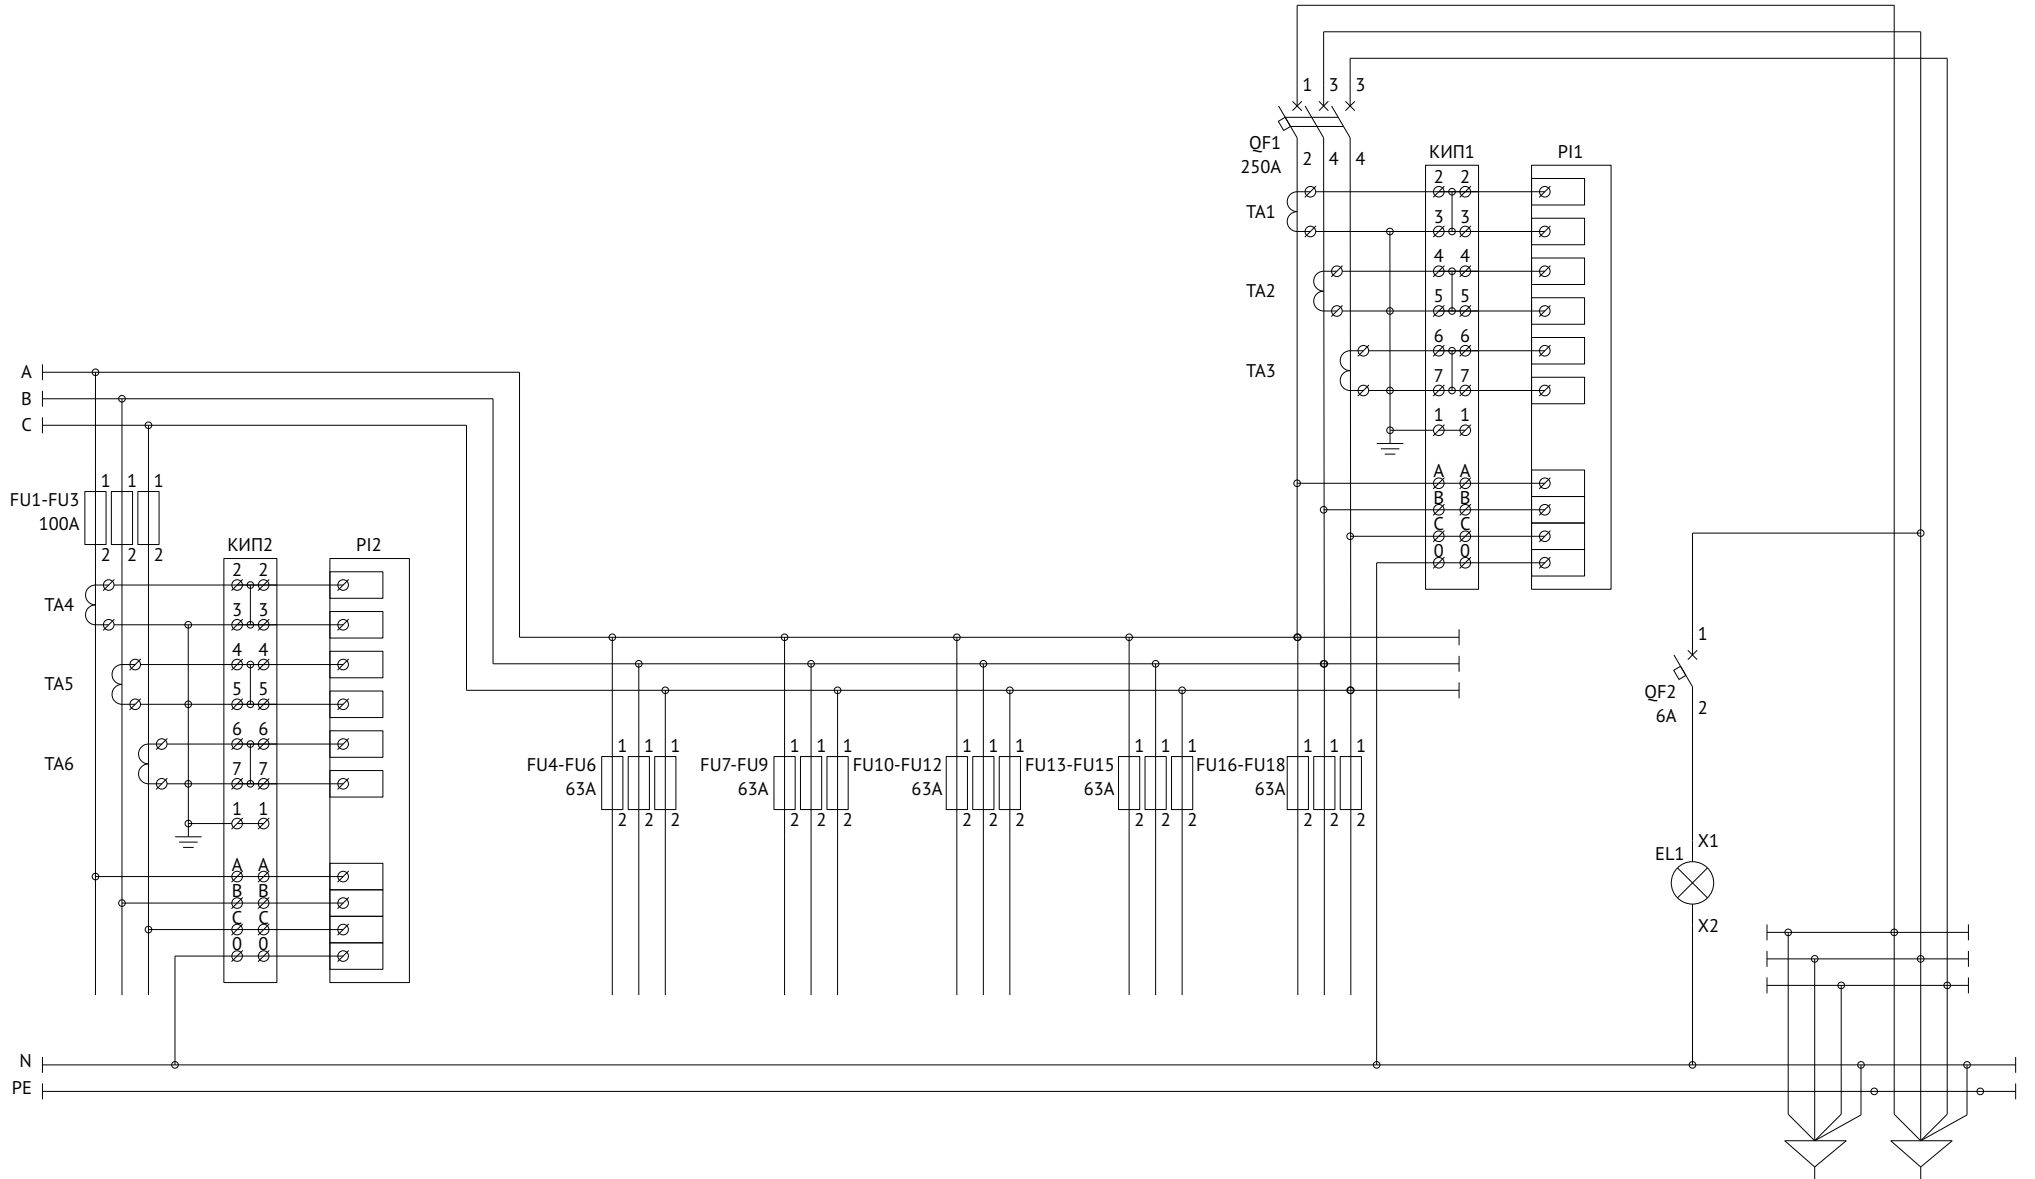 1 3 3
QF1
250A
2 4 4
КИП1
PI1
2 2
TA1
3 3
4 4
TA2
5 5
6 6
TA3
7 7
1 1
A A
B B
C C
0 0
A
B
C
1 1 1
FU1-FU3
100A
2 2 2
КИП2
PI2
2 2
TA4
3 3
4 4
TA5
5 5
6 6
TA6
7 7
1 1
A A
B B
C C
0 0
1 1 1
FU4-FU6
63A
2 2 2
1 1 1
FU7-FU9
63A
2 2 2
1 1 1
FU10-FU12
63A
2 2 2
1 1 1
FU13-FU15
63A
2 2 2
1 1 1
FU16-FU18
63A
2 2 2
1
QF2
6A
2
X1
EL1
X2
N
PE